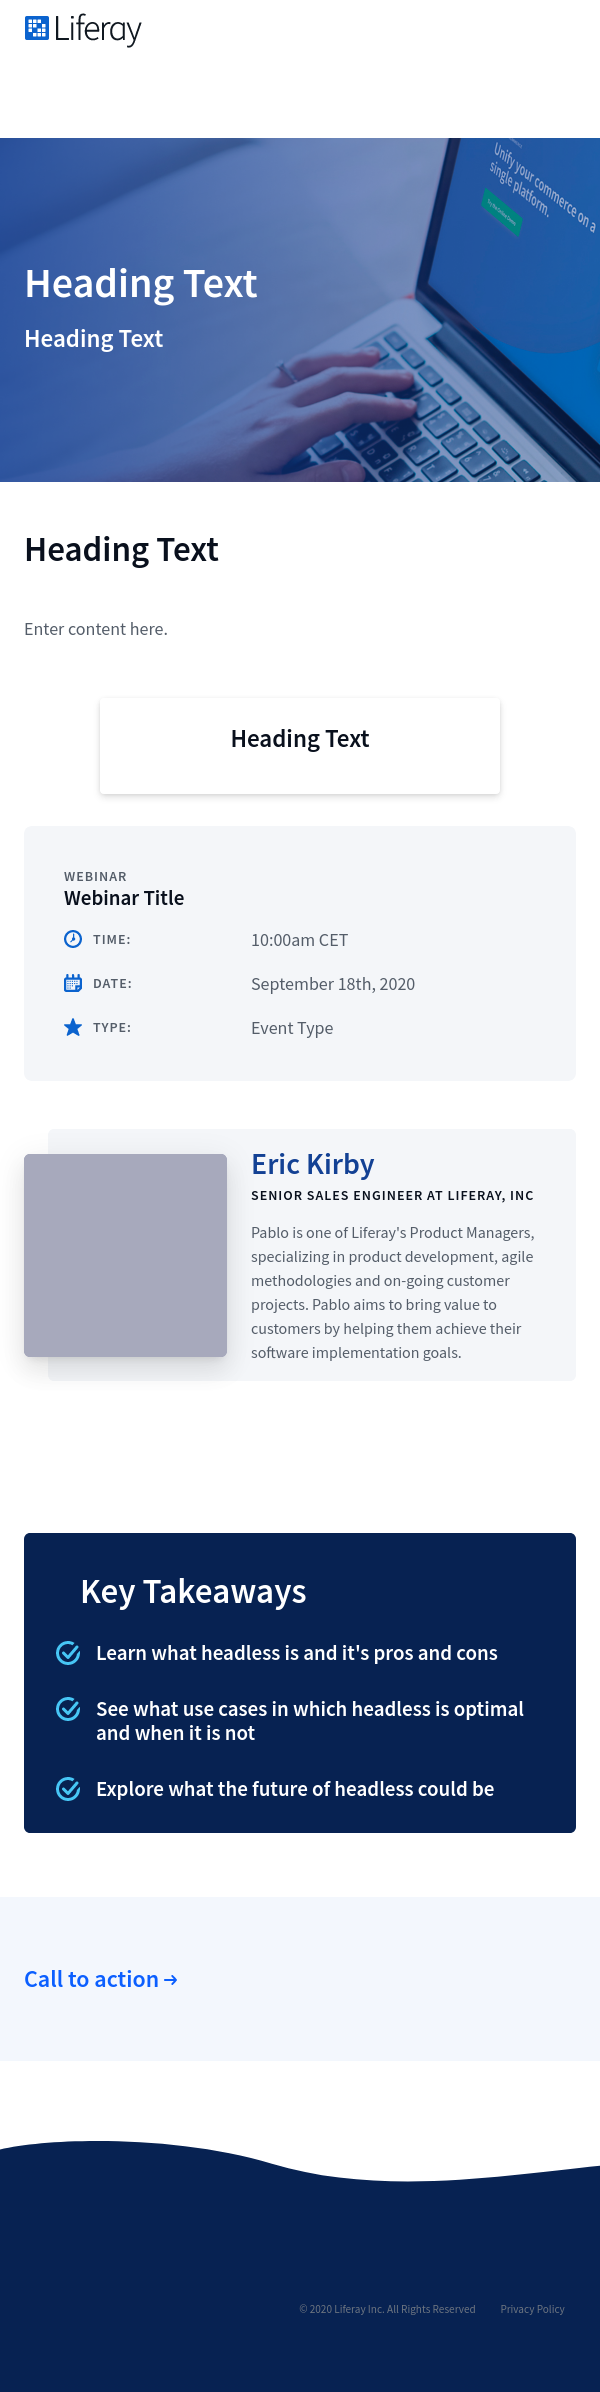 Liferay
Unify your commerce on a
single platform.
Heading Text
Heading Text
Heading Text
Enter content here.
Heading Text
WEBINAR
Webinar Title
TIME:
10:00am CET
DATE:
September 18th, 2020
TYPE:
Event Type
Eric Kirby
SENIOR SALES ENGINEER AT LIFERAY, INC
Pablo is one of Liferay's Product Managers,
specializing in product development, agile
methodologies and on-going customer
projects. Pablo aims to bring value to
customers by helping them achieve their
software implementation goals.
Key Takeaways
Learn what headless is and it's pros and cons
See what use cases in which headless is optimal
and when it is not
Explore what the future of headless could be
Call to action →
© 2020 Liferay Inc. All Rights Reserved Privacy Policy